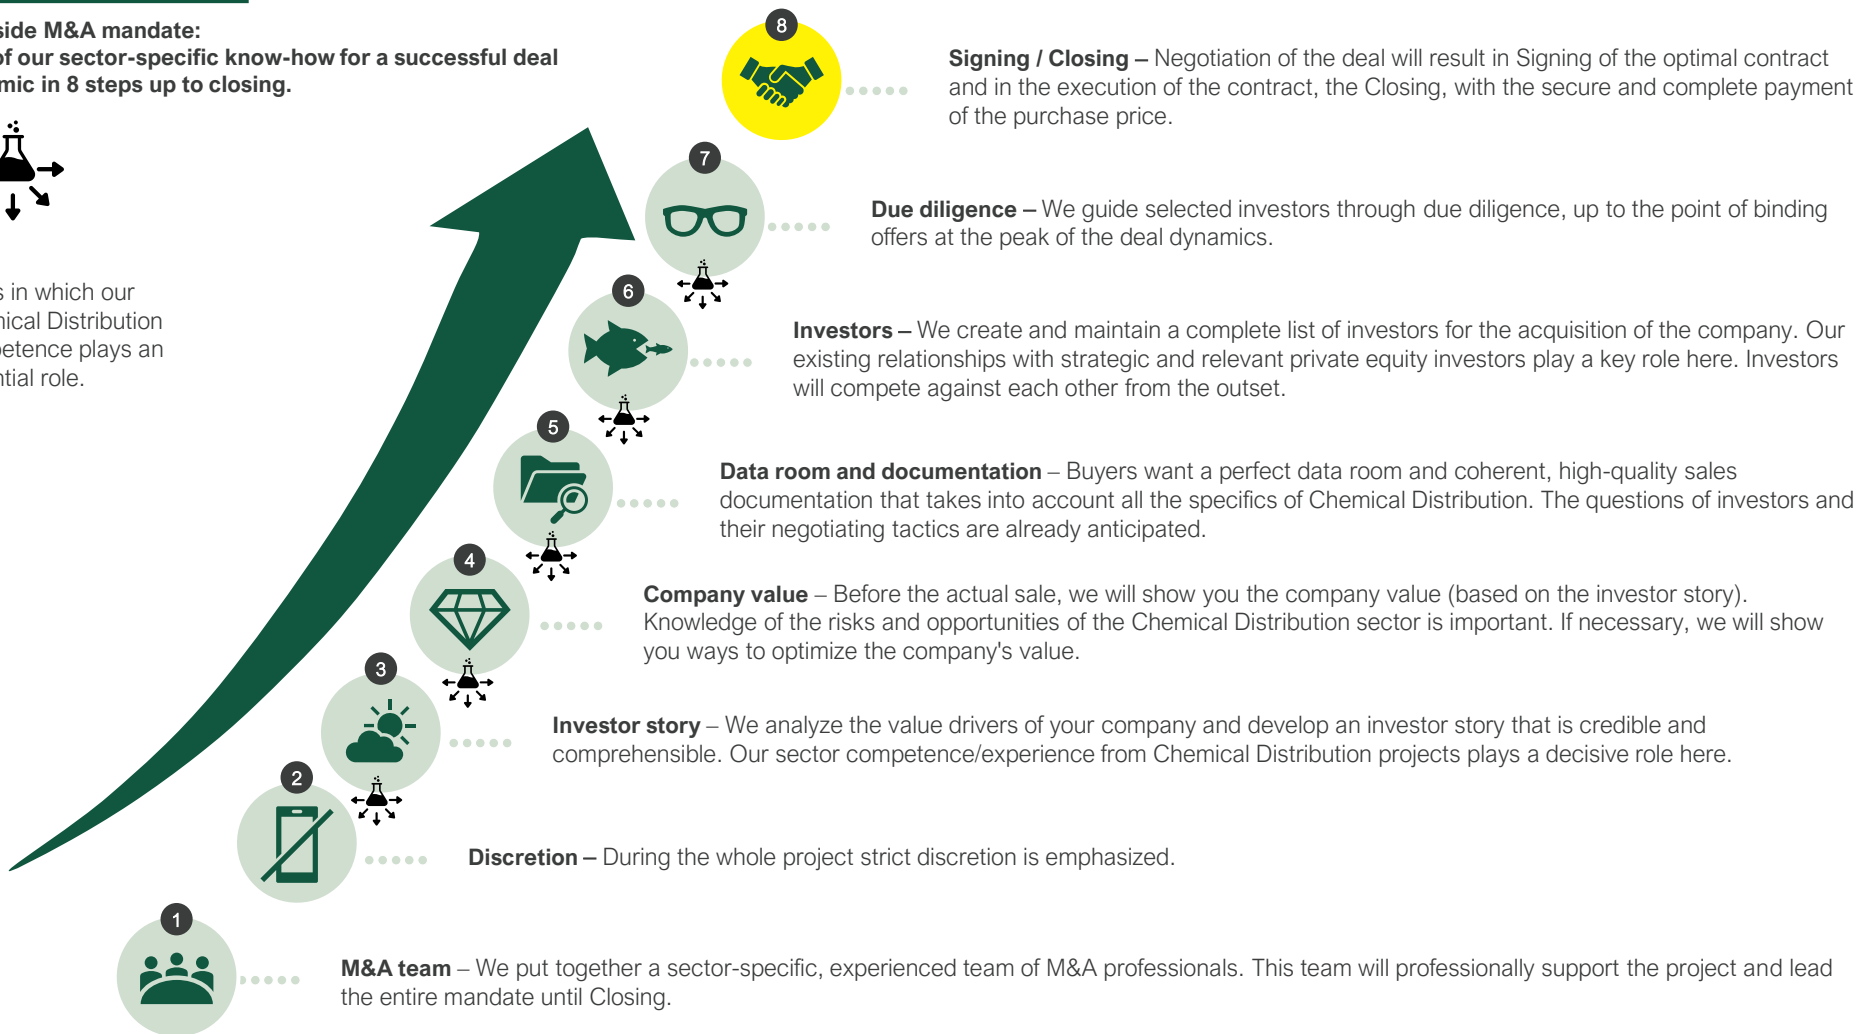 side M&A mandate:
of our sector-specific know-how for a successful deal
mic in 8 steps up to closing.
s in which our
mical Distribution
petence plays an
ntial role.
8
Signing / Closing – Negotiation of the deal will result in Signing of the optimal contract
and in the execution of the contract, the Closing, with the secure and complete payment
of the purchase price.
7
Due diligence – We guide selected investors through due diligence, up to the point of binding
offers at the peak of the deal dynamics.
6
Investors – We create and maintain a complete list of investors for the acquisition of the company. Our
existing relationships with strategic and relevant private equity investors play a key role here. Investors
will compete against each other from the outset.
5
Data room and documentation – Buyers want a perfect data room and coherent, high-quality sales
documentation that takes into account all the specifics of Chemical Distribution. The questions of investors and
their negotiating tactics are already anticipated.
4
Company value – Before the actual sale, we will show you the company value (based on the investor story).
Knowledge of the risks and opportunities of the Chemical Distribution sector is important. If necessary, we will show
you ways to optimize the company's value.
3
Investor story – We analyze the value drivers of your company and develop an investor story that is credible and
comprehensible. Our sector competence/experience from Chemical Distribution projects plays a decisive role here.
2
Discretion – During the whole project strict discretion is emphasized.
1
M&A team – We put together a sector-specific, experienced team of M&A professionals. This team will professionally support the project and lead
the entire mandate until Closing.